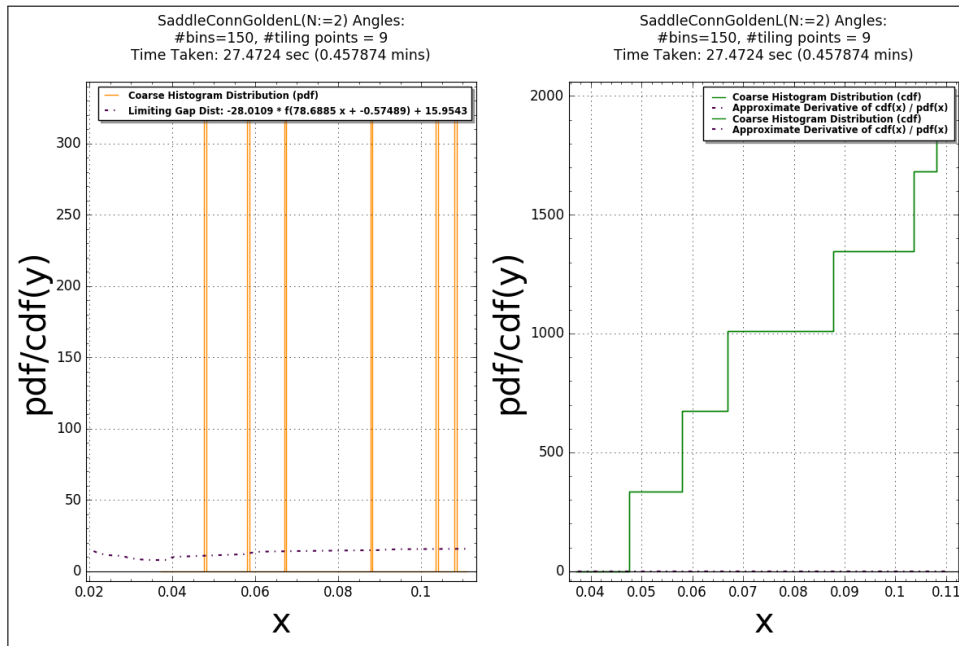 SaddleConnGoldenL(N:=2) Angles:
#bins=150, #tiling points = 9
Time Taken: 27.4724 sec (0.457874 mins)
Coarse Histogram Distribution (pdf)
Limiting Gap Dist: -28.0109 * f(78.6885 x + -0.57489) + 15.9543
pdf/cdf(y)
300
250
200
150
100
50
0
0.02
0.04
0.06
0.08
0.1
x
SaddleConnGoldenL(N:=2) Angles:
#bins=150, #tiling points = 9
Time Taken: 27.4724 sec (0.457874 mins)
Coarse Histogram Distribution (cdf)
Approximate Derivative of cdf(x) / pdf(x)
Coarse Histogram Distribution (cdf)
Approximate Derivative of cdf(x) / pdf(x)
pdf/cdf(y)
2000
1500
1000
500
0
0.04
0.05
0.06
0.07
0.08
0.09
0.1
0.11
x